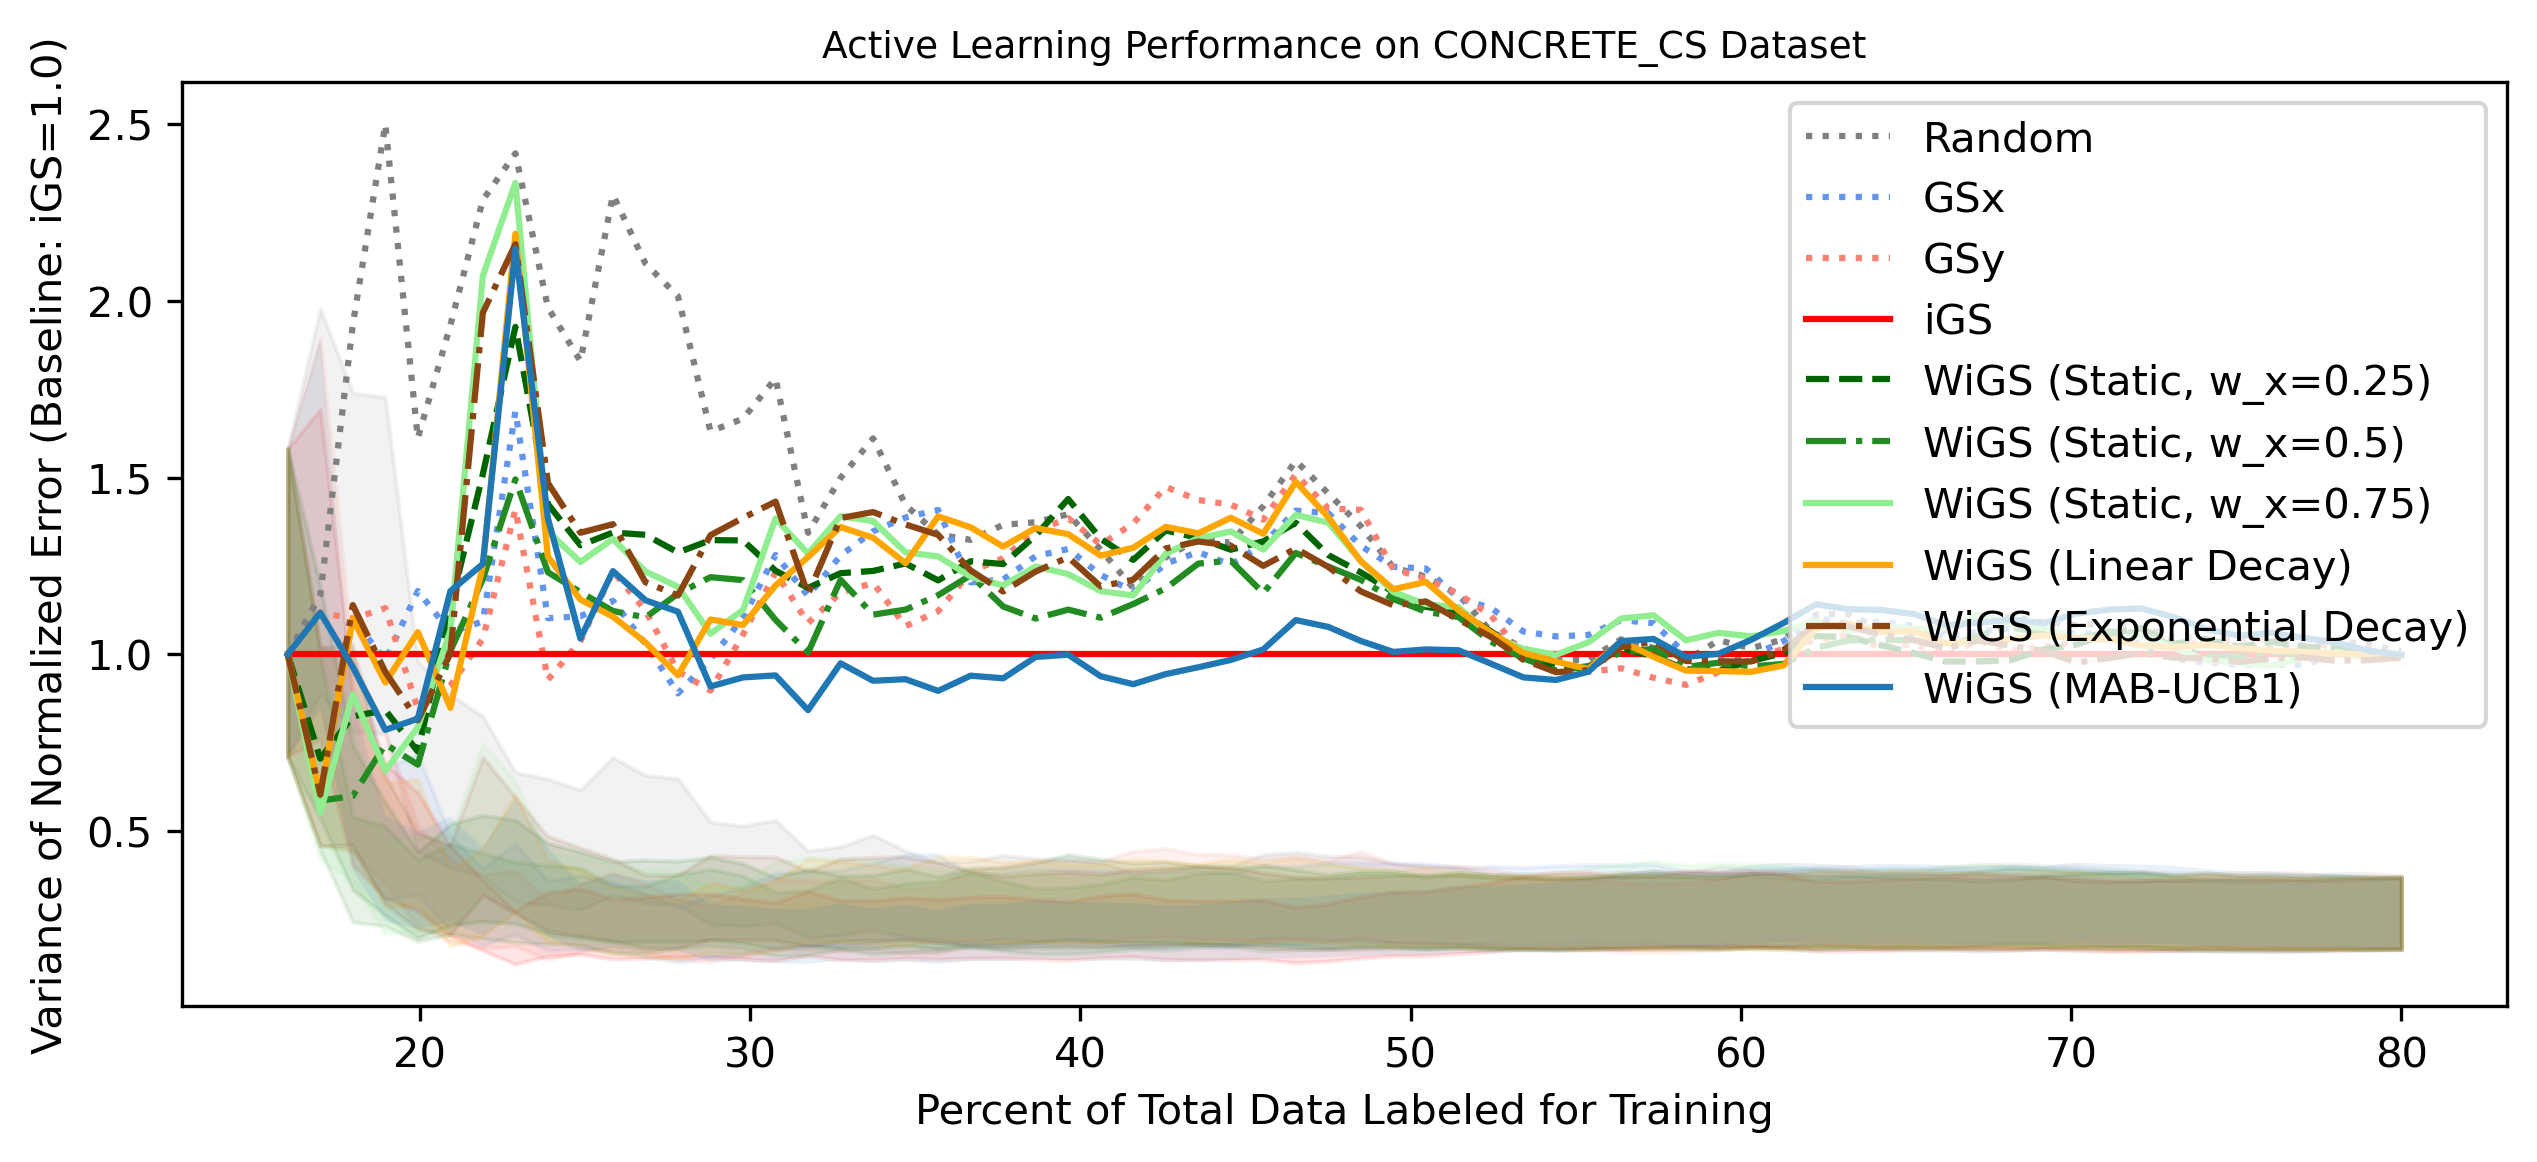 Active Learning Performance on CONCRETE_CS Dataset
Variance of Normalized Error (Baseline: iGS=1.0)
2.5
2.0
1.5
1.0
0.5
Random
GSx
GSy
iGS
WiGS (Static, w_x=0.25)
WiGS (Static, w_x=0.5)
WiGS (Static, w_x=0.75)
WiGS (Linear Decay)
WiGS (Exponential Decay)
WiGS (MAB-UCB1)
20 30 40 50 60 70 80
Percent of Total Data Labeled for Training